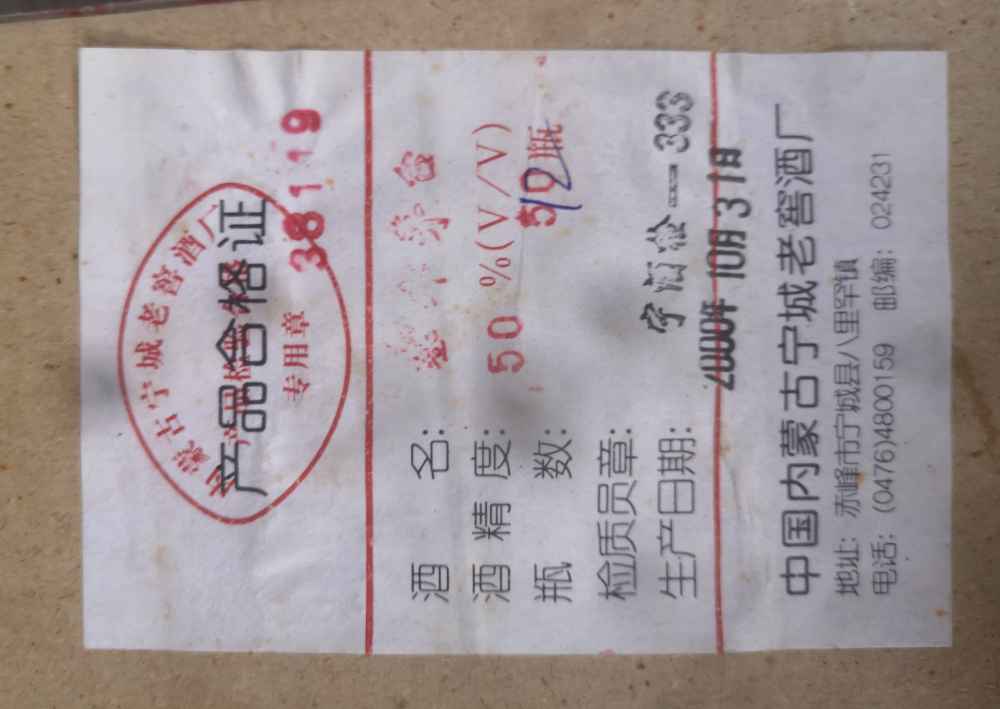 产品合格证
内蒙古宁城老窖酒厂
专用章
38119
酒 名:
酒精度: 50 %(V/V)
瓶 数: 12瓶
检质员章: 宁酒检—333
生产日期: 2000年10月31日
中国内蒙古宁城老窖酒厂
地址: 赤峰市宁城县八里罕镇
电话: (0476)4800159 邮编: 024231